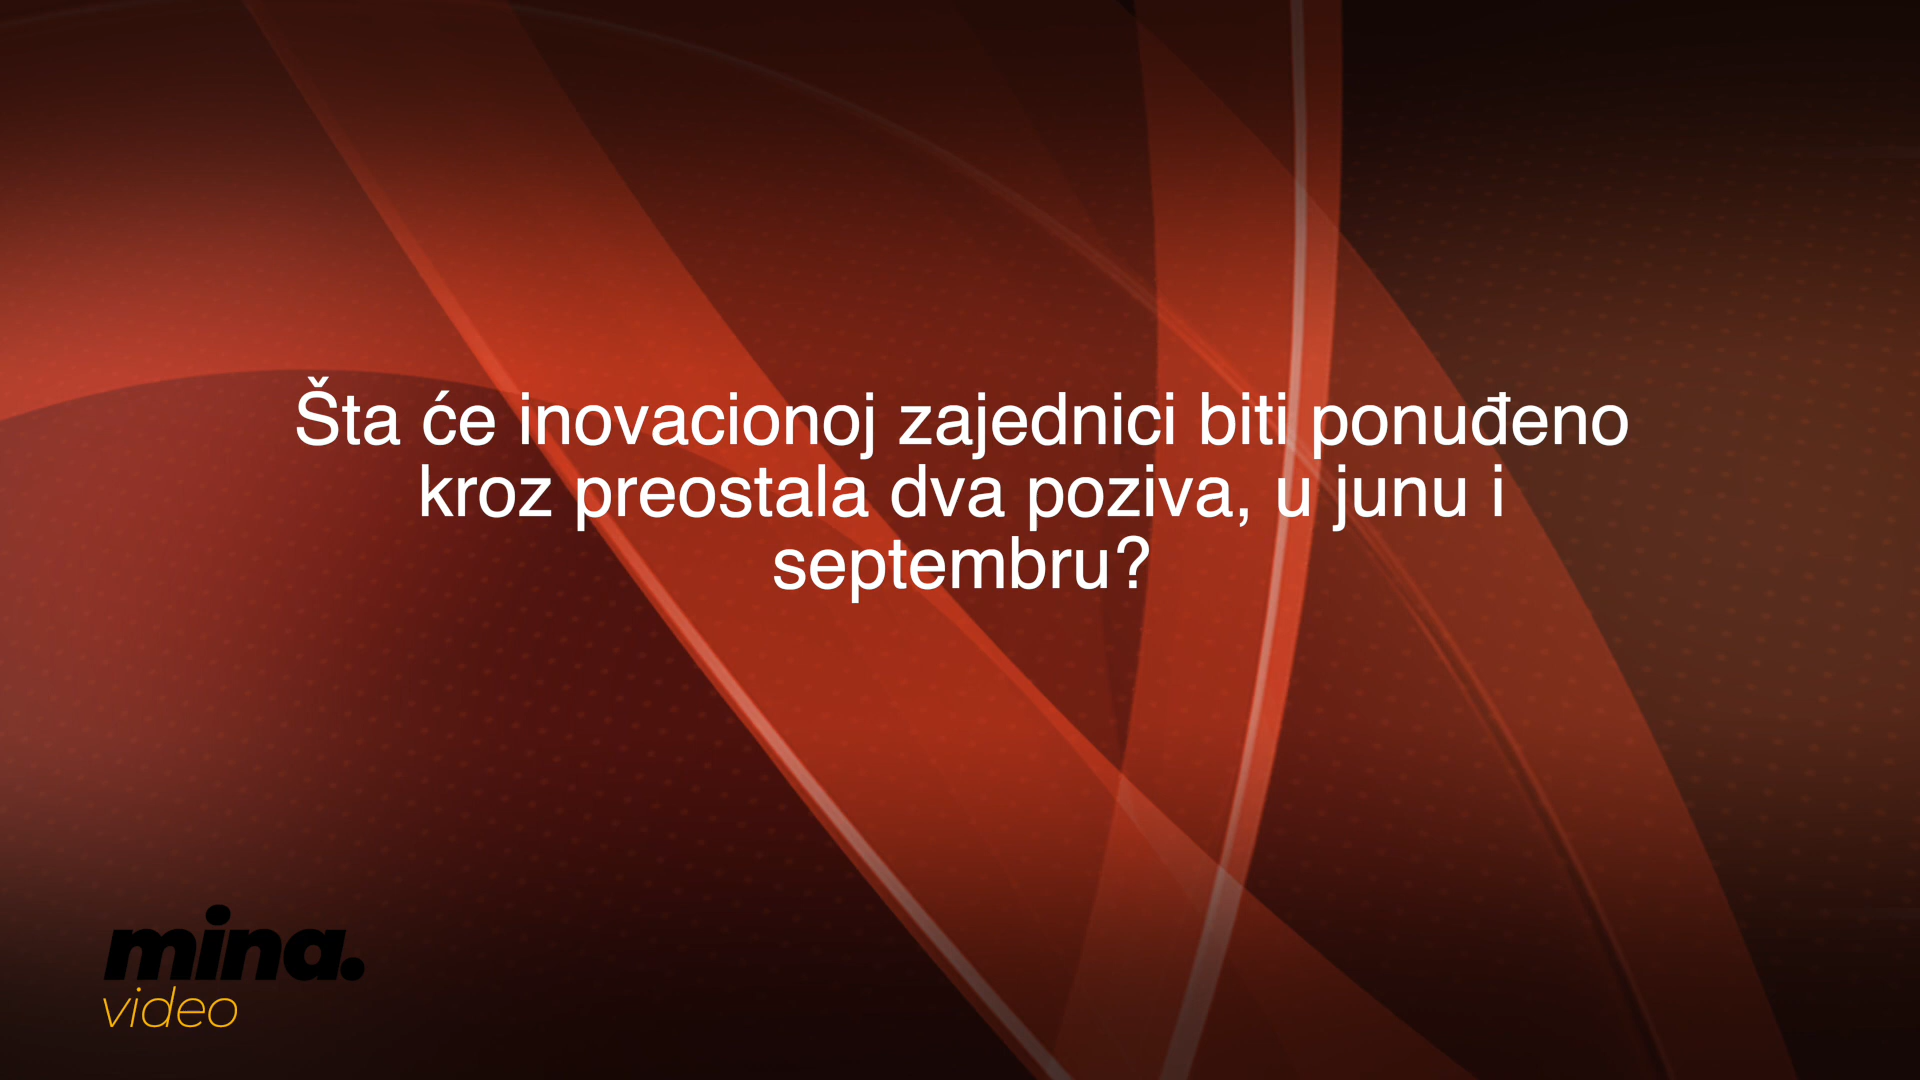 Šta će inovacionoj zajednici biti ponuđeno
kroz preostala dva poziva, u junu i
septembru?
mina.
video